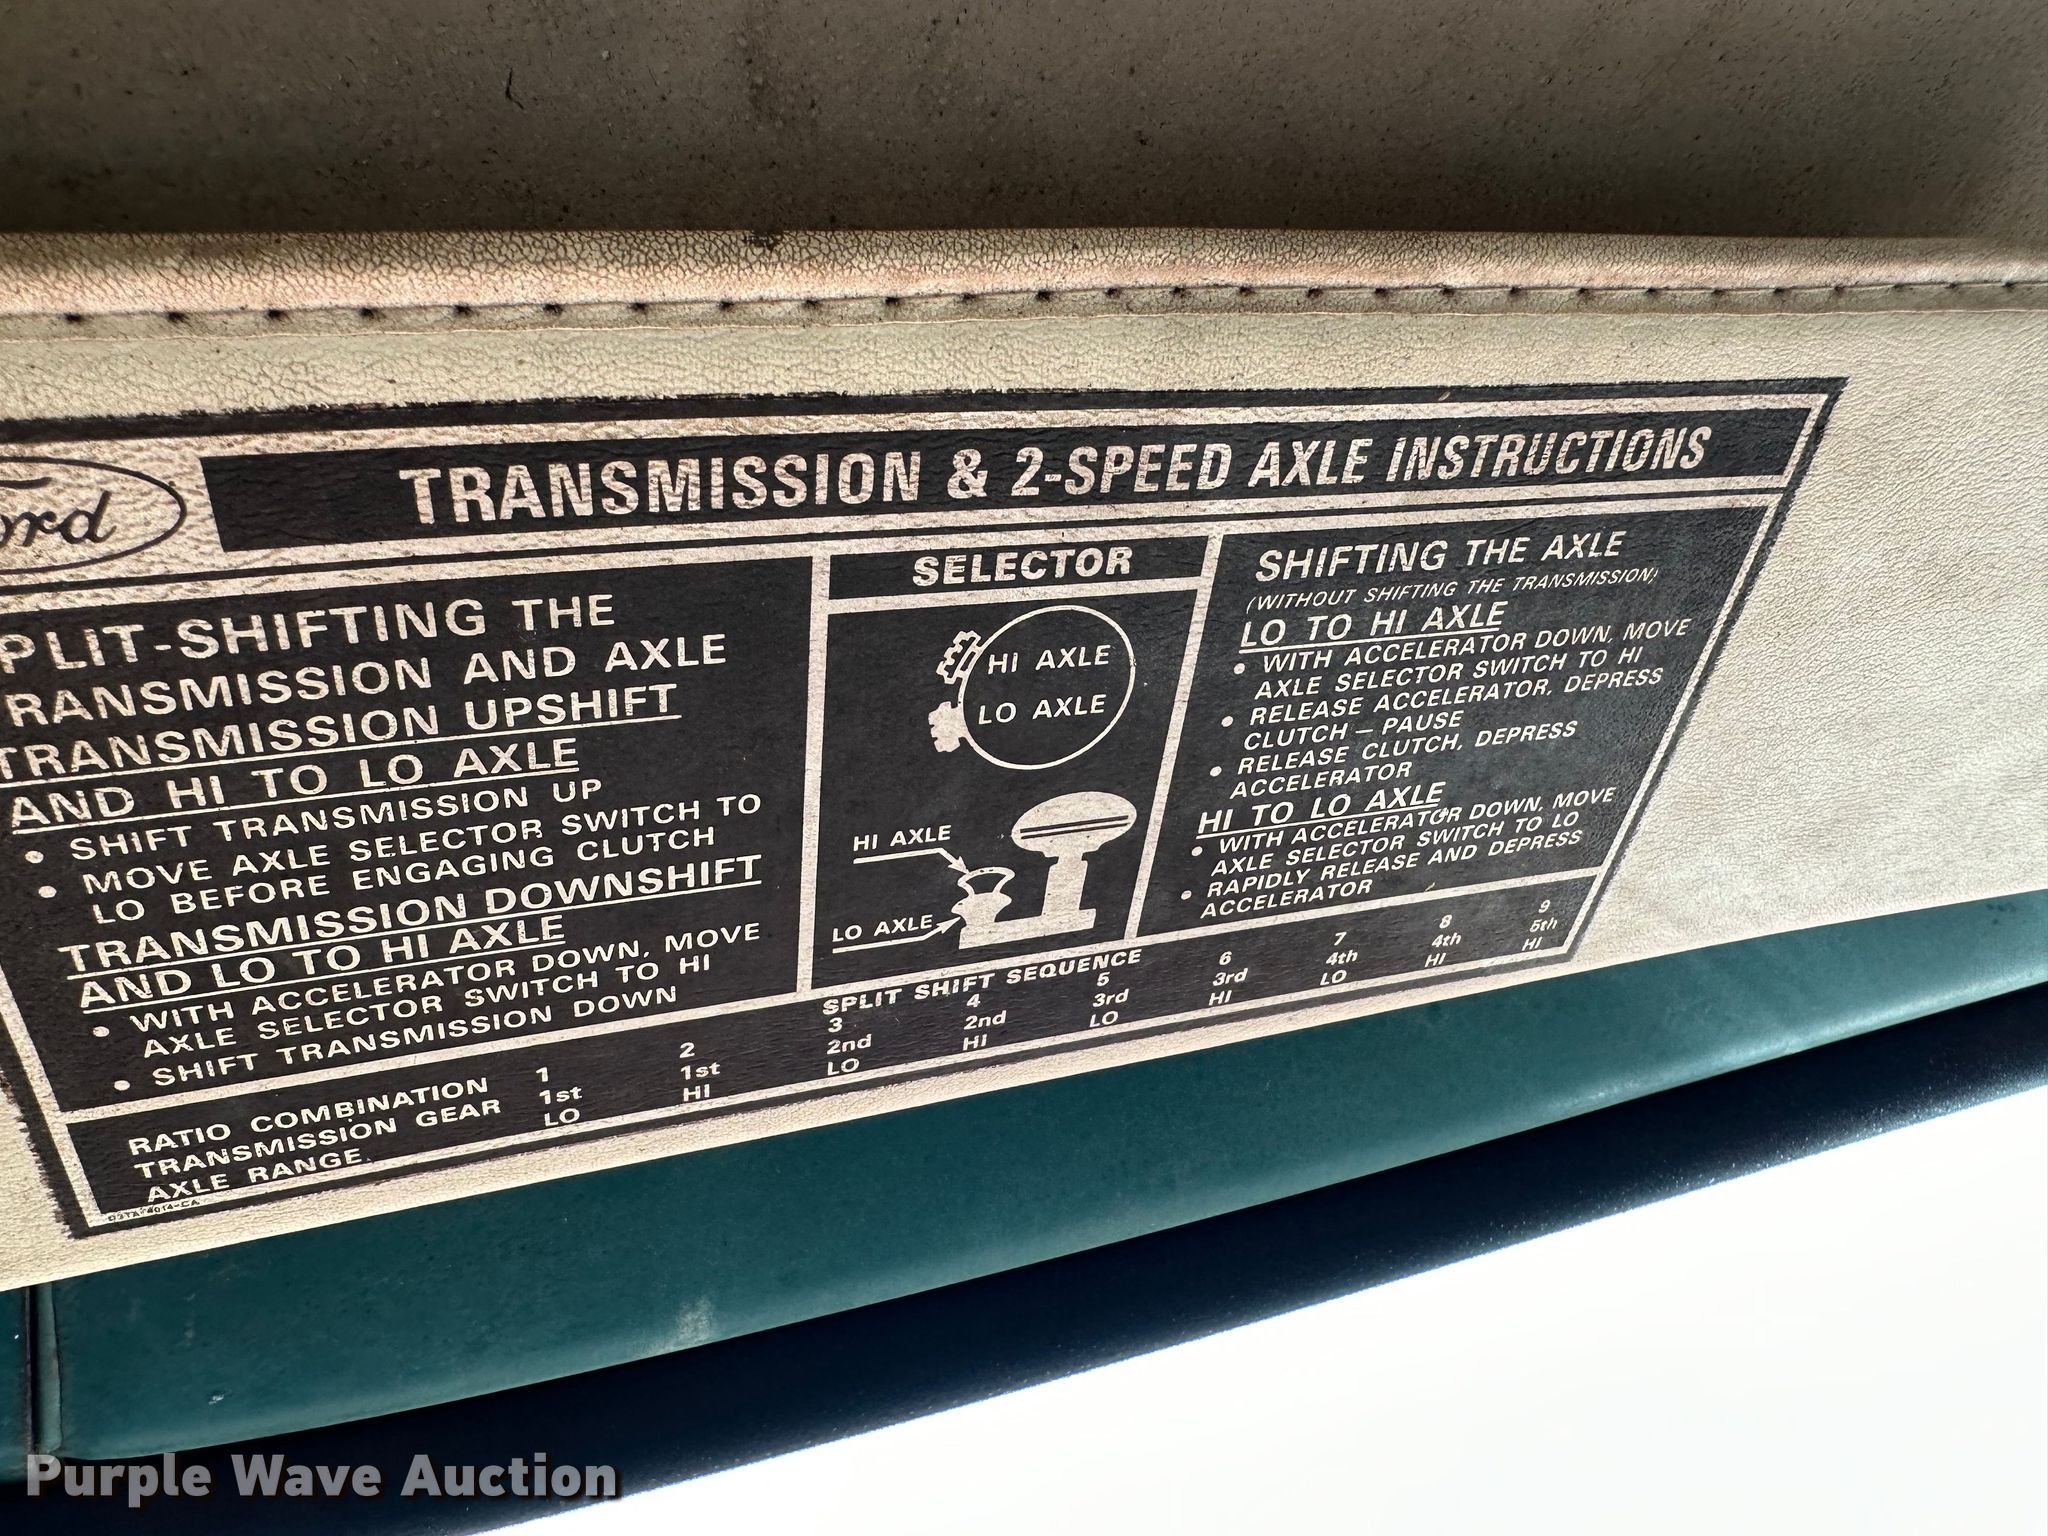 ord
TRANSMISSION & 2-SPEED AXLE INSTRUCTIONS
PLIT-SHIFTING THE
RANSMISSION AND AXLE
TRANSMISSION UPSHIFT
AND HI TO LO AXLE
• SHIFT TRANSMISSION UP
• MOVE AXLE SELECTOR SWITCH TO
LO BEFORE ENGAGING CLUTCH
TRANSMISSION DOWNSHIFT
AND LO TO HI AXLE
• WITH ACCELERATOR DOWN, MOVE
AXLE SELECTOR SWITCH TO HI
• SHIFT TRANSMISSION DOWN
SELECTOR
HI AXLE
LO AXLE
HI AXLE
LO AXLE
SHIFTING THE AXLE
(WITHOUT SHIFTING THE TRANSMISSION)
LO TO HI AXLE
• WITH ACCELERATOR DOWN, MOVE
AXLE SELECTOR SWITCH TO HI
• RELEASE ACCELERATOR, DEPRESS
CLUTCH – PAUSE
• RELEASE CLUTCH, DEPRESS
ACCELERATOR
HI TO LO AXLE
• WITH ACCELERATOR DOWN, MOVE
AXLE SELECTOR SWITCH TO LO
• RAPIDLY RELEASE AND DEPRESS
ACCELERATOR
SPLIT SHIFT SEQUENCE
RATIO COMBINATION 1 2 3 4 5 6 7 8 9
TRANSMISSION GEAR 1st 1st 2nd 2nd 3rd 3rd 4th 4th 5th
AXLE RANGE LO HI LO HI LO HI LO HI HI
Purple Wave Auction